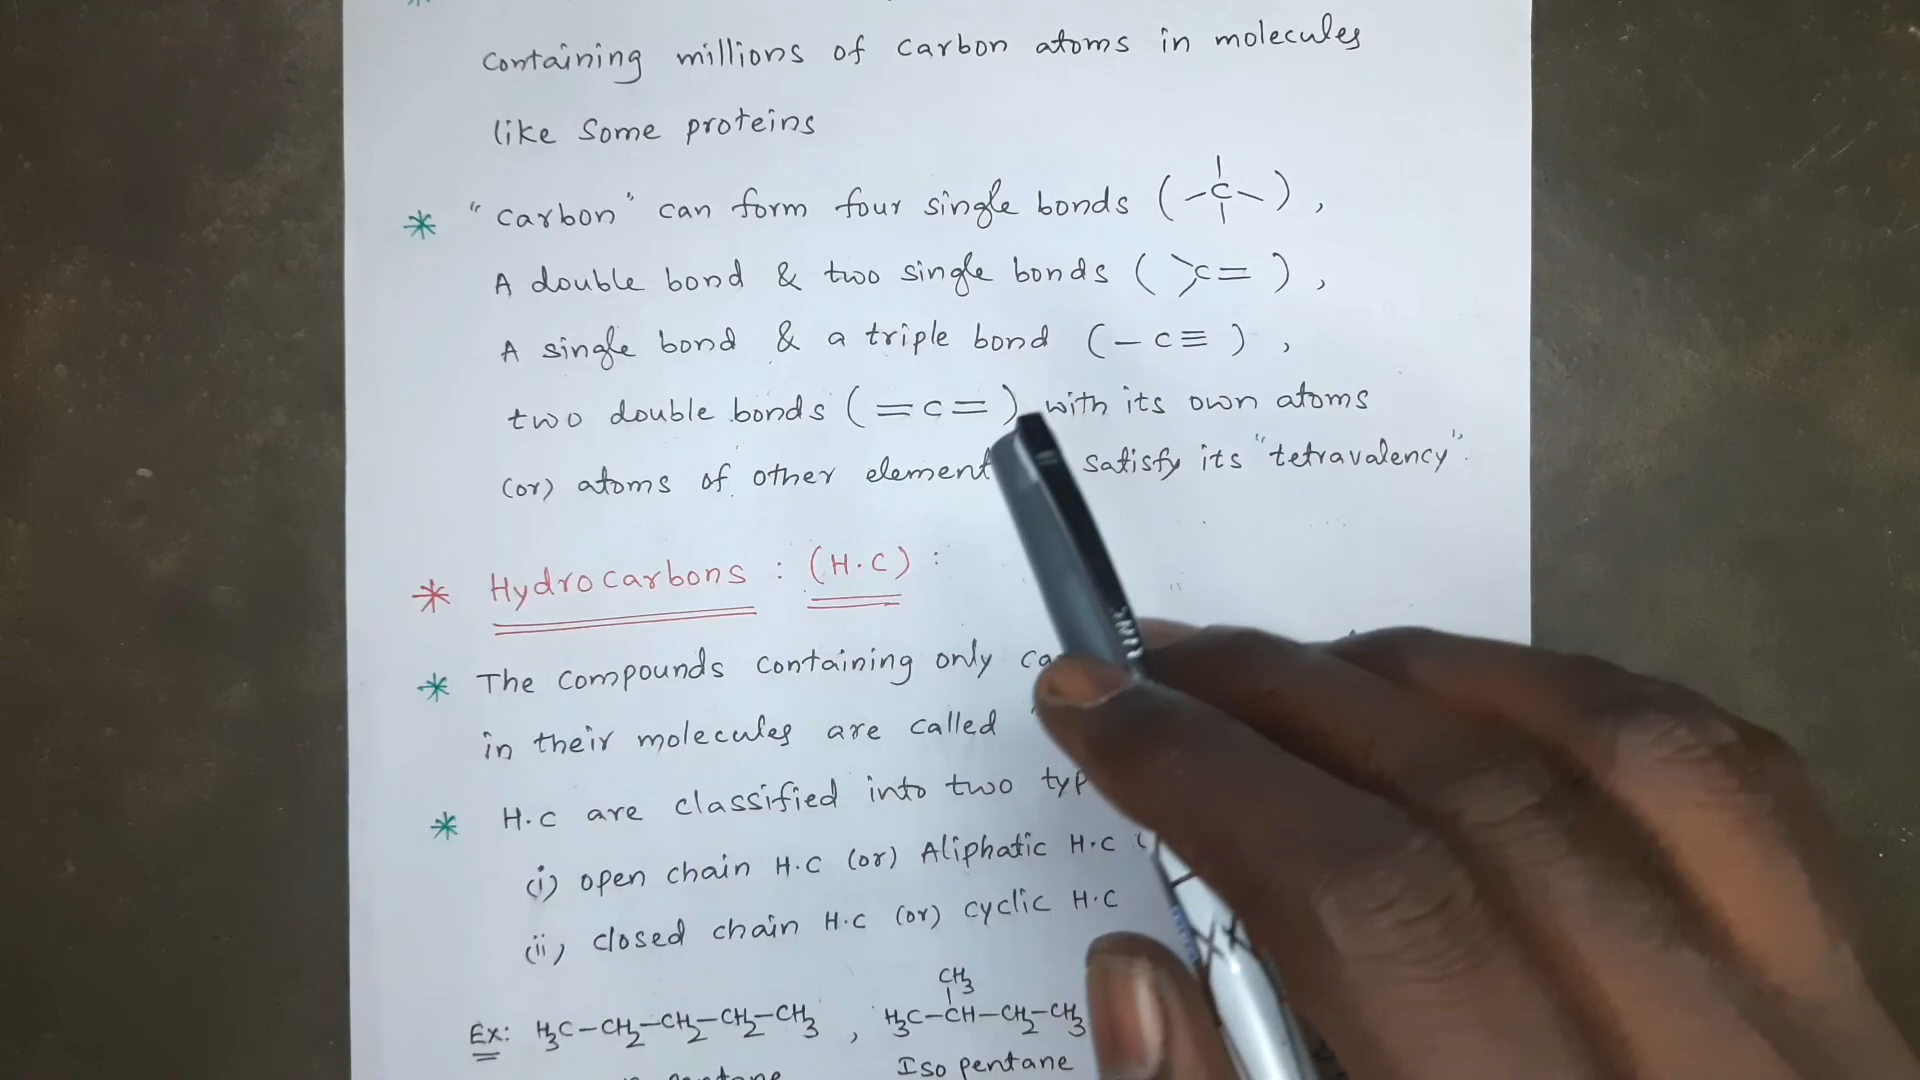 containing millions of carbon atoms in molecules
like some proteins
* "carbon" can form four single bonds (-C-),
A double bond & two single bonds ( >c= ),
A single bond & a triple bond (-c≡ ),
two double bonds (=c=) with its own atoms
(or) atoms of other element satisfy its "tetravalency".
* Hydrocarbons : (H.C) :
* The compounds containing only
in their molecules are called
* H.C are classified into two
(i) open chain H.C (or) Aliphatic H.C
(ii) closed chain H.C (or) cyclic H.C
CH3
Ex: H3C-CH2-CH2-CH2-CH3 , H3C-CH-CH2-CH3
Iso pentane